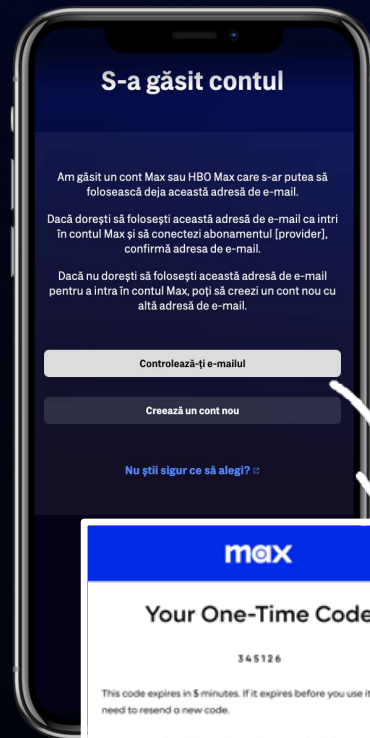 S-a găsit contul
Am găsit un cont Max sau HBO Max care s-ar putea să
folosească deja această adresă de e-mail.
Dacă dorești să folosești această adresă de e-mail ca intri
în contul Max și să conectezi abonamentul [provider],
confirmă adresa de e-mail.
Dacă nu dorești să folosești această adresă de e-mail
pentru a intra în contul Max, poți să creezi un cont nou cu
altă adresă de e-mail.
Controlează-ți e-mailul
Creează un cont nou
Nu știi sigur ce să alegi?
max
Your One-Time Code
345126
This code expires in 5 minutes. If it expires before you use it
need to resend a new code.